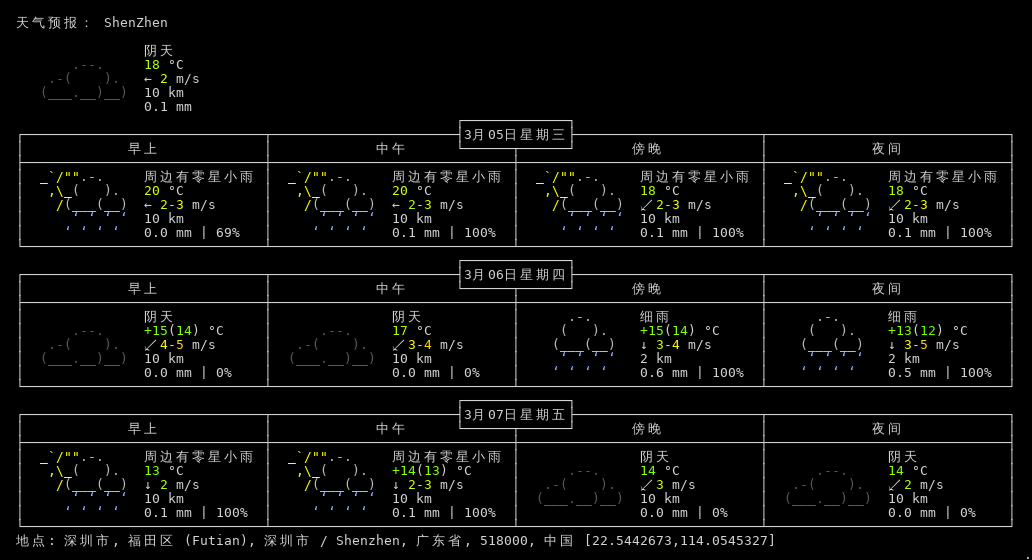 天气预报： ShenZhen
阴天
18 °C
← 2 m/s
10 km
0.1 mm
3月05日星期三
早上 中午 傍晚 夜间
周边有零星小雨 周边有零星小雨 周边有零星小雨 周边有零星小雨
20 °C 20 °C 18 °C 18 °C
← 2-3 m/s ← 2-3 m/s ↙ 2-3 m/s ↙ 2-3 m/s
10 km 10 km 10 km 10 km
0.0 mm | 69% 0.1 mm | 100% 0.1 mm | 100% 0.1 mm | 100%
3月06日星期四
早上 中午 傍晚 夜间
阴天 阴天 细雨 细雨
+15(14) °C 17 °C +15(14) °C +13(12) °C
↙ 4-5 m/s ↙ 3-4 m/s ↓ 3-4 m/s ↓ 3-5 m/s
10 km 10 km 2 km 2 km
0.0 mm | 0% 0.0 mm | 0% 0.6 mm | 100% 0.5 mm | 100%
3月07日星期五
早上 中午 傍晚 夜间
周边有零星小雨 周边有零星小雨 阴天 阴天
13 °C +14(13) °C 14 °C 14 °C
↓ 2 m/s ↓ 2-3 m/s ↙ 3 m/s ↙ 2 m/s
10 km 10 km 10 km 10 km
0.1 mm | 100% 0.1 mm | 100% 0.0 mm | 0% 0.0 mm | 0%
地点: 深圳市, 福田区 (Futian), 深圳市 / Shenzhen, 广东省, 518000, 中国 [22.5442673,114.0545327]